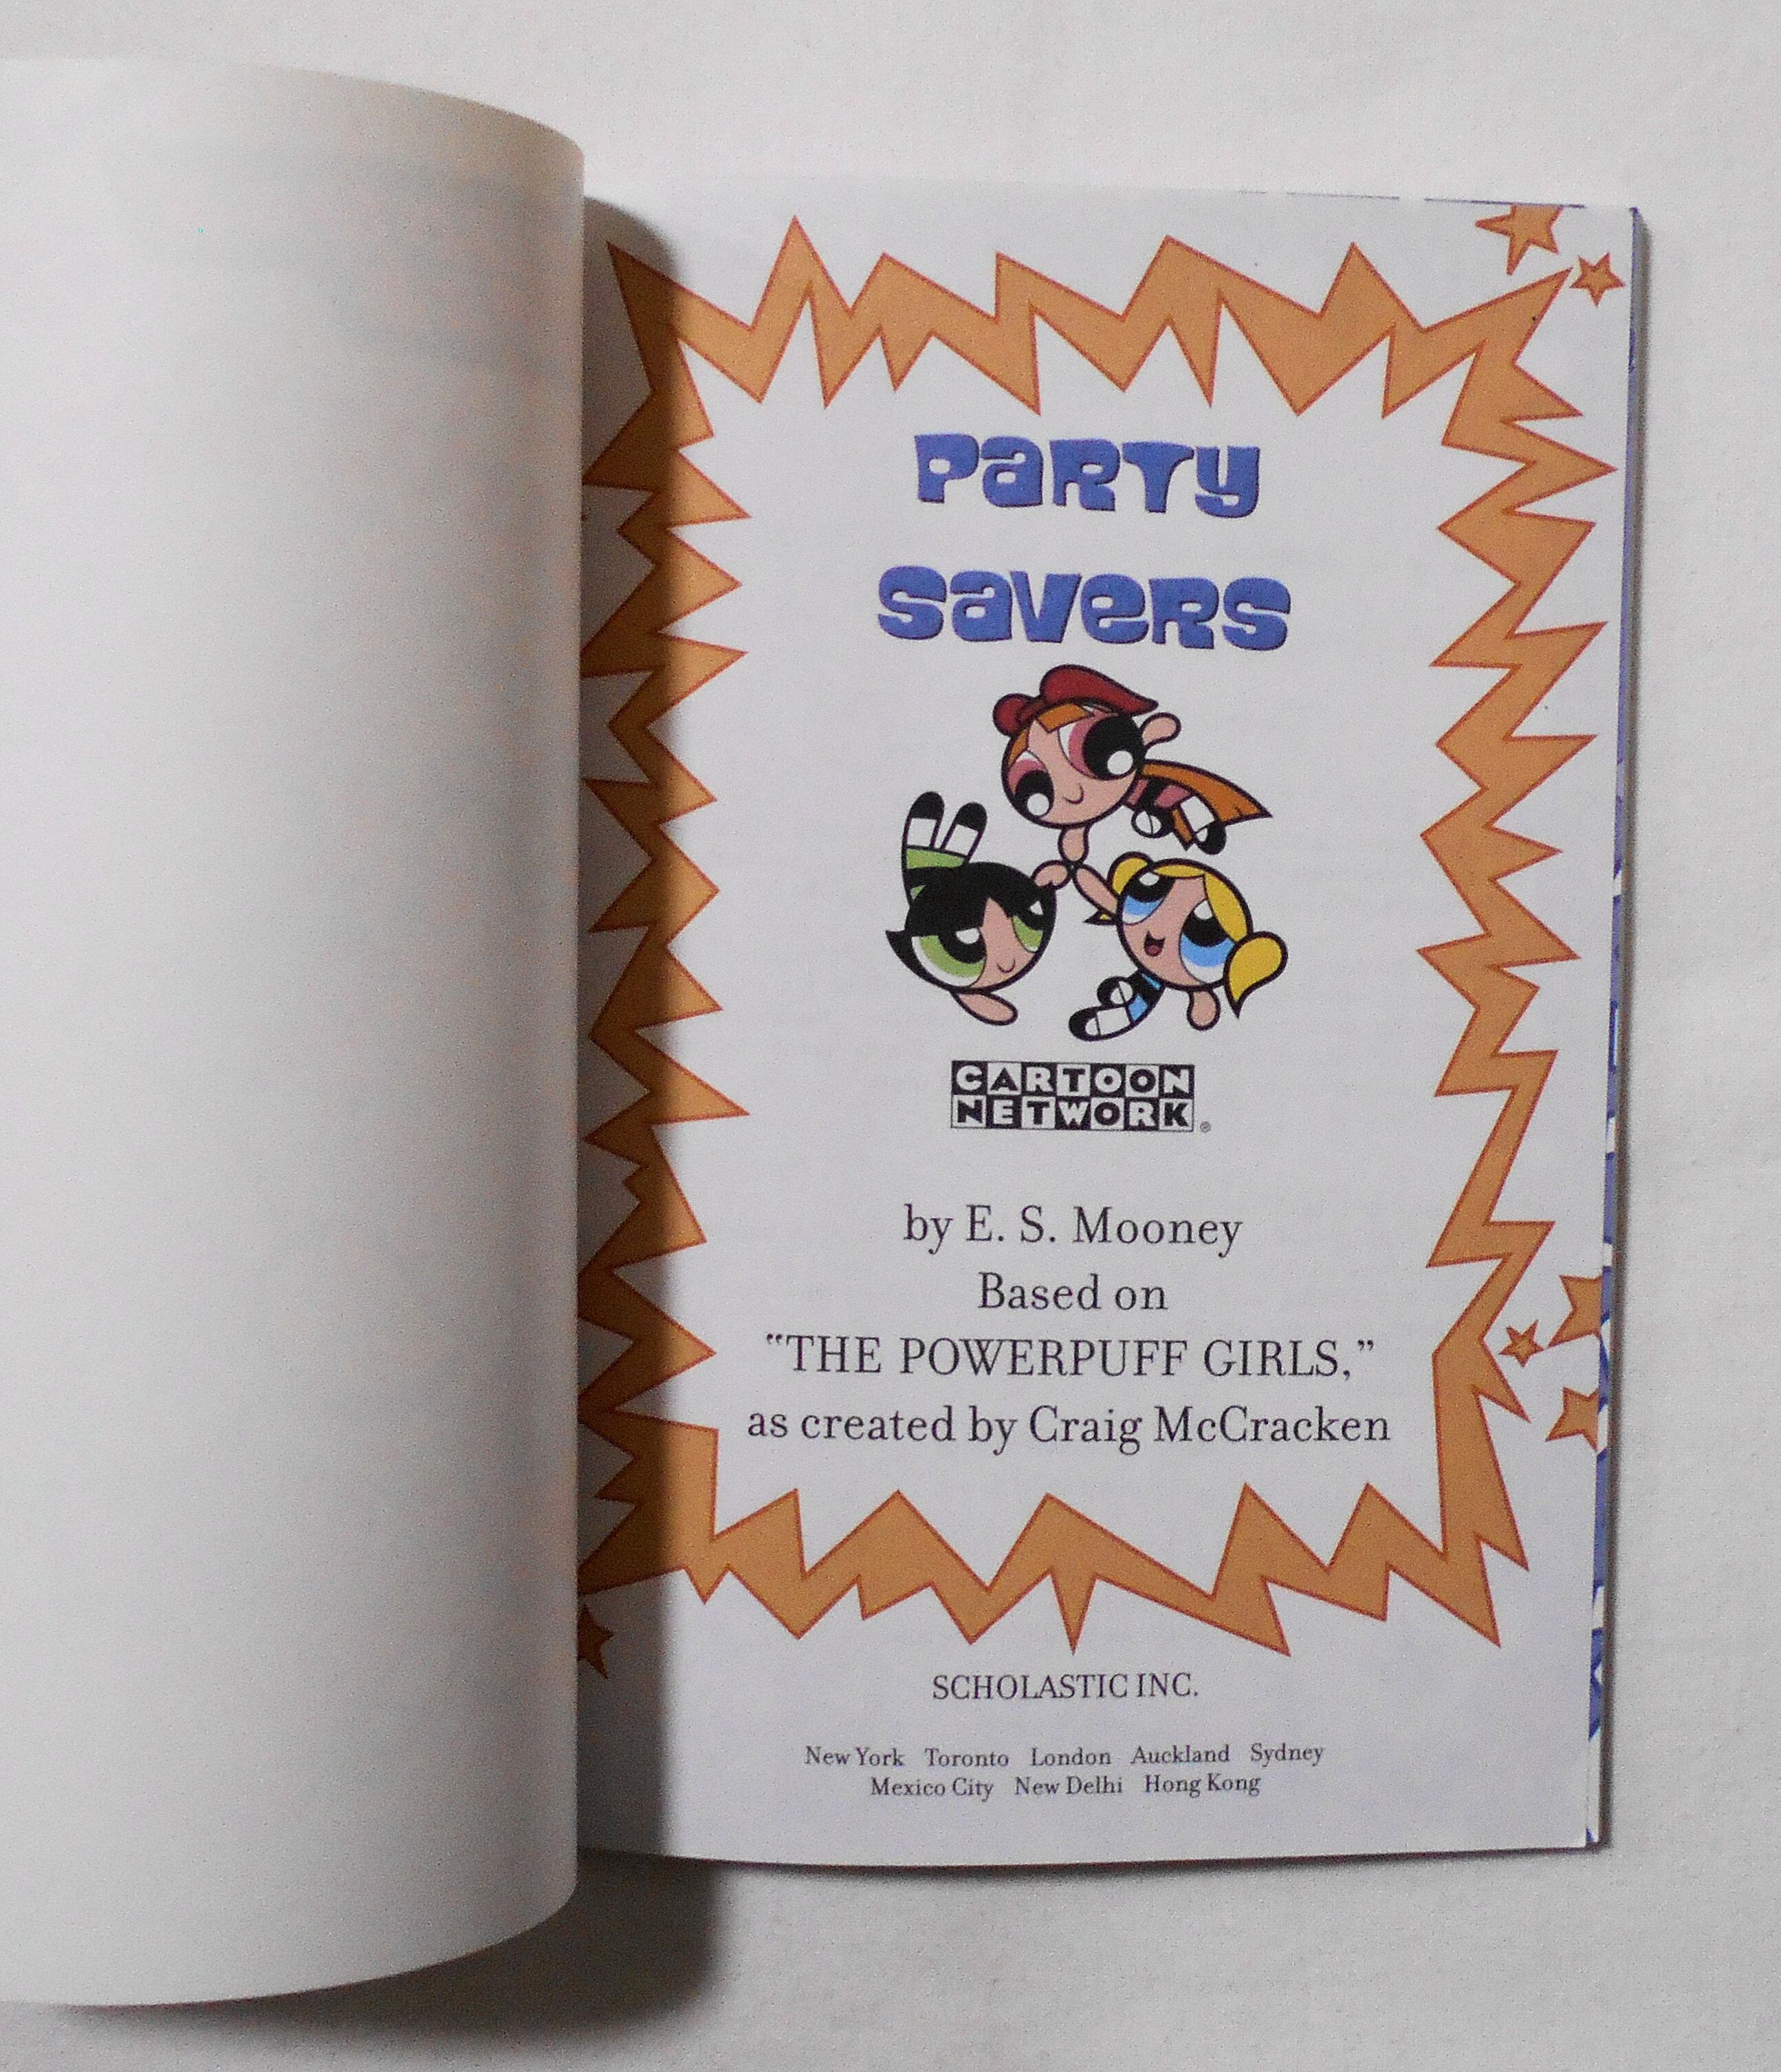 PaRTY
SaVeRS
CARTOON
NETWORK®
by E. S. Mooney
Based on
"THE POWERPUFF GIRLS,"
as created by Craig McCracken
SCHOLASTIC INC.
New York Toronto London Auckland Sydney
Mexico City New Delhi Hong Kong